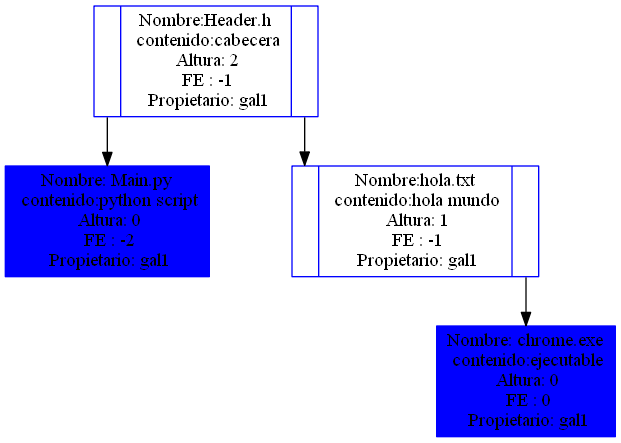 Nombre:Header.h
contenido:cabecera
Altura: 2
FE : -1
Propietario: gal1
Nombre: Main.py
contenido:python script
Altura: 0
FE : -2
Propietario: gal1
Nombre:hola.txt
contenido:hola mundo
Altura: 1
FE : -1
Propietario: gal1
Nombre: chrome.exe
contenido:ejecutable
Altura: 0
FE : 0
Propietario: gal1